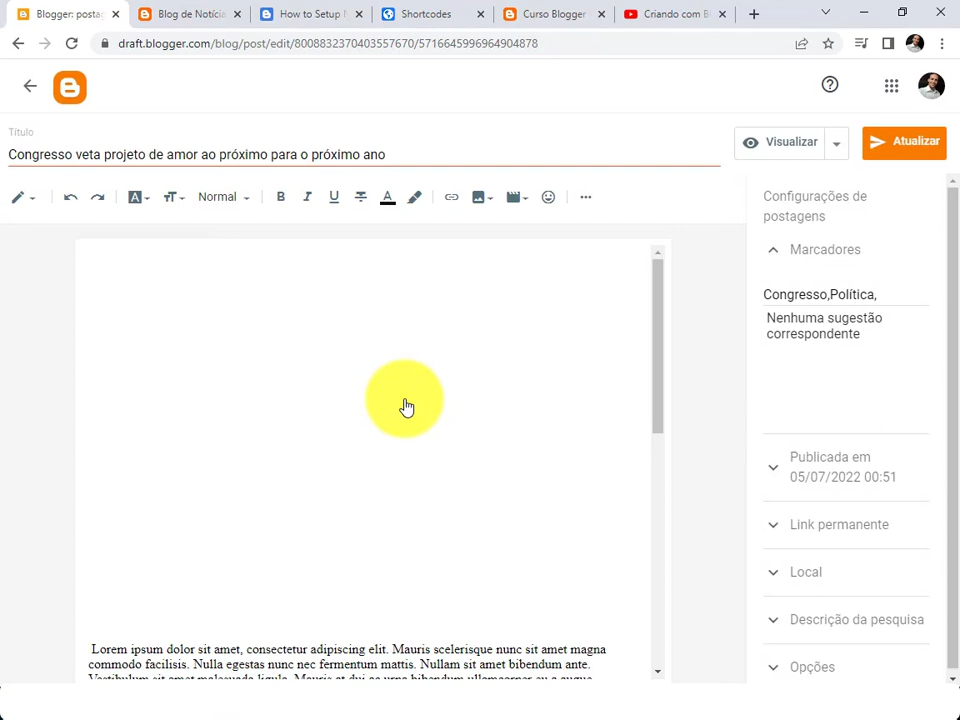 Blogger: postag
Blog de Notícia
How to Setup
Shortcodes
Curso Blogger
Criando com B
draft.blogger.com/blog/post/edit/8008832370403557670/5716645996964904878
Título
Congresso veta projeto de amor ao próximo para o próximo ano
Visualizar
Atualizar
Normal
B I U A
Configurações de
postagens
Marcadores
Congresso,Política,
Nenhuma sugestão
correspondente
Publicada em
05/07/2022 00:51
Link permanente
Local
Descrição da pesquisa
Opções
Lorem ipsum dolor sit amet, consectetur adipiscing elit. Mauris scelerisque nunc sit amet magna
commodo facilisis. Nulla egestas nunc nec fermentum mattis. Nullam sit amet bibendum ante.